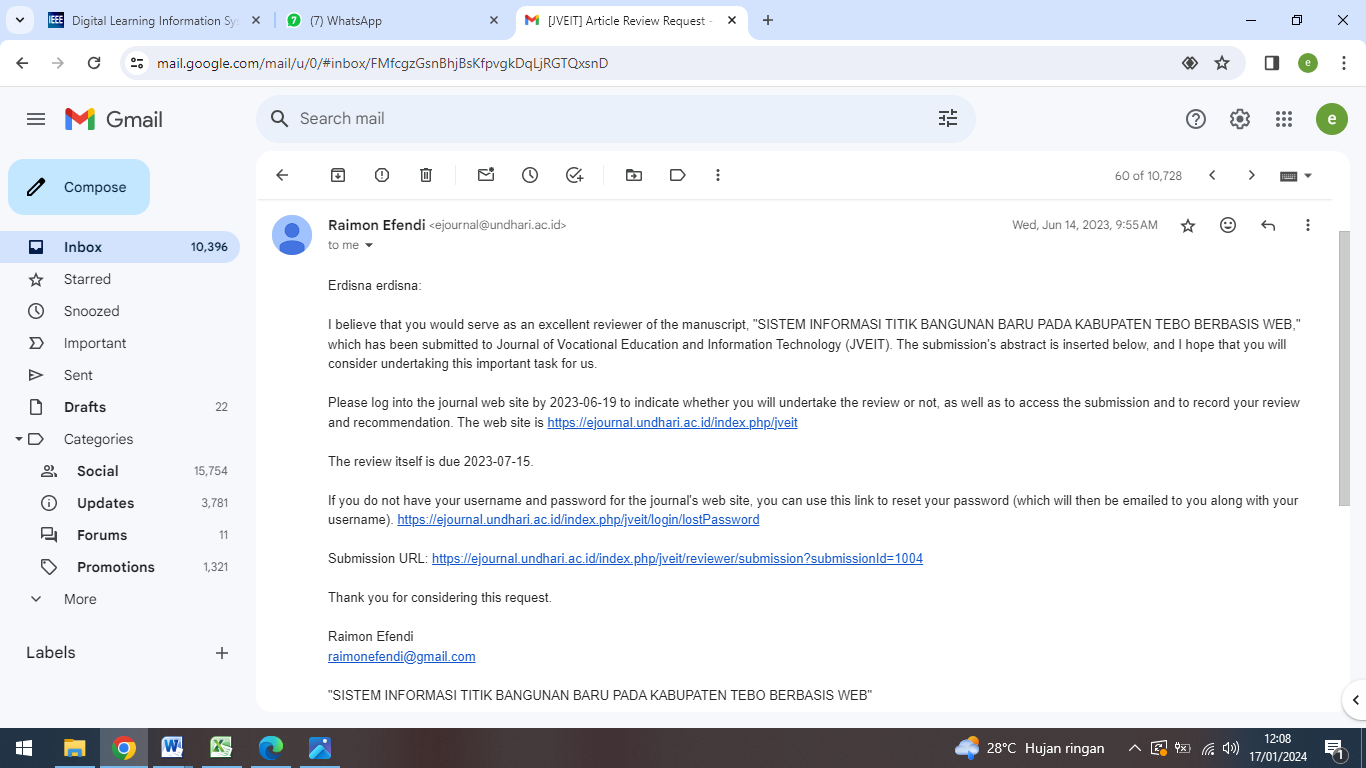 Digital Learning Information Sy
(7) WhatsApp
[JVEIT] Article Review Request -
mail.google.com/mail/u/0/#inbox/FMfcgzGsnBhjBsKfpvgkDqLjRGTQxsnD
e
Gmail
Search mail
e
Compose
60 of 10,728
Inbox 10,396
Starred
Snoozed
Important
Sent
Drafts 22
Categories
Social 15,754
Updates 3,781
Forums 11
Promotions 1,321
More
Labels
Raimon Efendi <ejournal@undhari.ac.id>
Wed, Jun 14, 2023, 9:55 AM
to me
Erdisna erdisna:
I believe that you would serve as an excellent reviewer of the manuscript, "SISTEM INFORMASI TITIK BANGUNAN BARU PADA KABUPATEN TEBO BERBASIS WEB,"
which has been submitted to Journal of Vocational Education and Information Technology (JVEIT). The submission's abstract is inserted below, and I hope that you will
consider undertaking this important task for us.
Please log into the journal web site by 2023-06-19 to indicate whether you will undertake the review or not, as well as to access the submission and to record your review
and recommendation. The web site is https://ejournal.undhari.ac.id/index.php/jveit
The review itself is due 2023-07-15.
If you do not have your username and password for the journal's web site, you can use this link to reset your password (which will then be emailed to you along with your
username). https://ejournal.undhari.ac.id/index.php/jveit/login/lostPassword
Submission URL: https://ejournal.undhari.ac.id/index.php/jveit/reviewer/submission?submissionId=1004
Thank you for considering this request.
Raimon Efendi
raimonefendi@gmail.com
"SISTEM INFORMASI TITIK BANGUNAN BARU PADA KABUPATEN TEBO BERBASIS WEB"
28°C Hujan ringan
12:08
17/01/2024
1